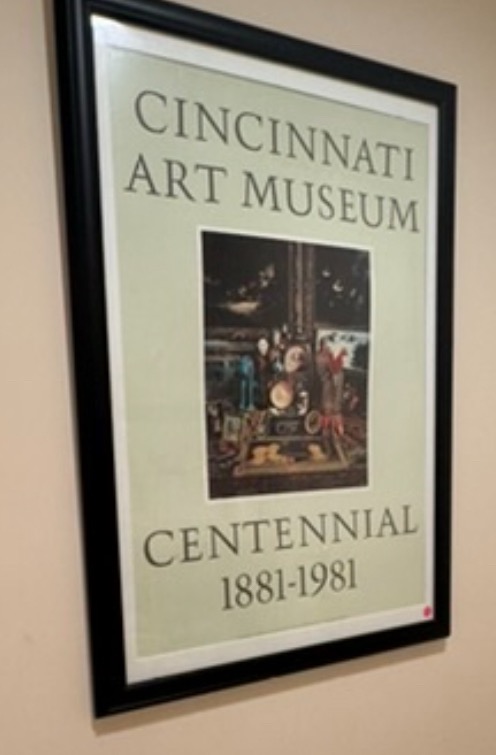 CINCINNATI
ART MUSEUM
CENTENNIAL
1881-1981